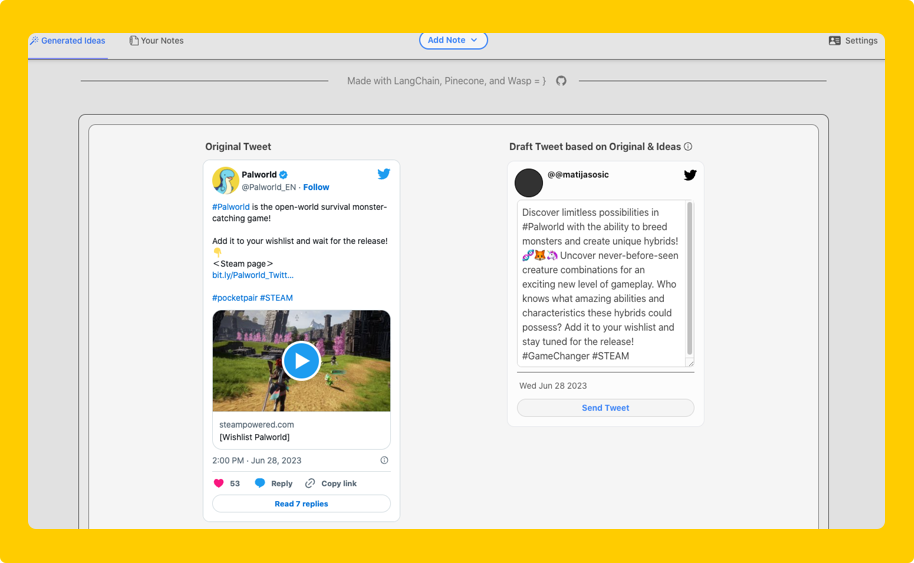 Generated Ideas
Your Notes
Add Note
Settings
Made with LangChain, Pinecone, and Wasp = }
Original Tweet
Palworld
@Palworld_EN · Follow
#Palworld is the open-world survival monster-
catching game!
Add it to your wishlist and wait for the release!
👇
＜Steam page＞
bit.ly/Palworld_Twitt…
#pocketpair #STEAM
steampowered.com
[Wishlist Palworld]
2:00 PM · Jun 28, 2023
53
Reply
Copy link
Read 7 replies
Draft Tweet based on Original & Ideas
@@matijasosic
Discover limitless possibilities in
#Palworld with the ability to breed
monsters and create unique hybrids!
🧬🦊🦄 Uncover never-before-seen
creature combinations for an
exciting new level of gameplay. Who
knows what amazing abilities and
characteristics these hybrids could
possess? Add it to your wishlist and
stay tuned for the release!
#GameChanger #STEAM
Wed Jun 28 2023
Send Tweet